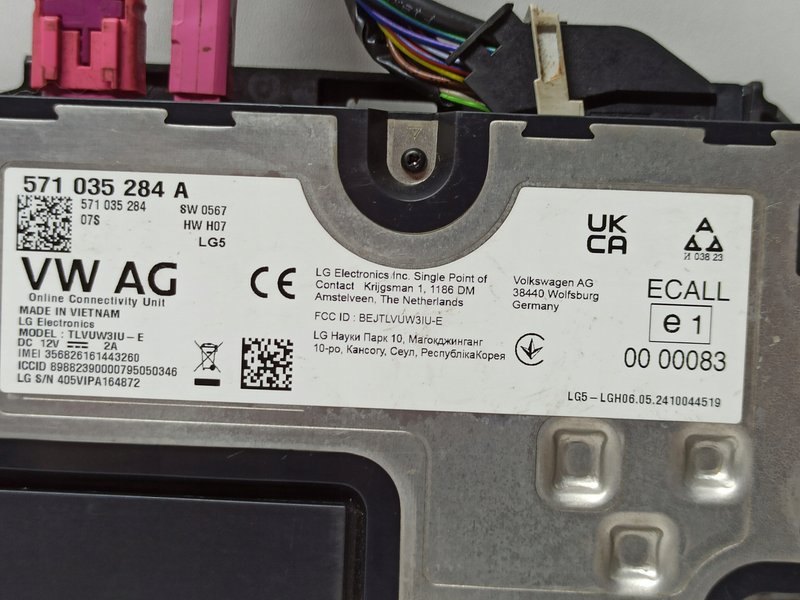 571 035 284 A
571 035 284
07S
SW 0567
HW H07
LG5
VW AG
Online Connectivity Unit
MADE IN VIETNAM
LG Electronics
MODEL : TLVUW3IU-E
DC 12V 2A
IMEI 356826161443260
ICCID 89882390000795050346
LG S/N 405VIPA164872
CE
LG Electronics Inc. Single Point of
Contact Krijgsman 1, 1186 DM
Amstelveen, The Netherlands
FCC ID : BEJTLVUW3IU-E
LG Науки Парк 10, Магокджинганг
10-ро, Кангосу, Сеул, РеспублікаКорея
Volkswagen AG
38440 Wolfsburg
Germany
UK
CA
И 038 23
ECALL
e 1
00 00083
LG5-LGH06.05.2410044519